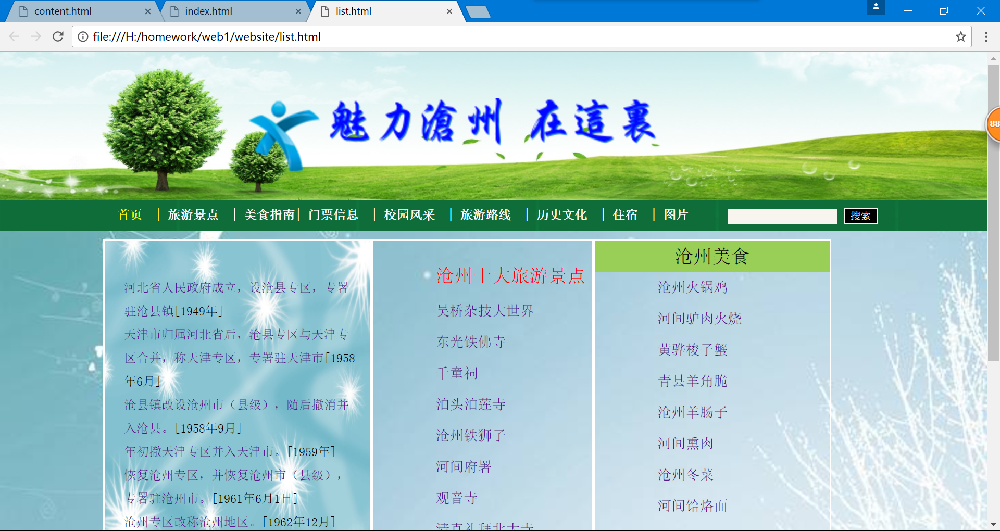 content.html
index.html
list.html
file:///H:/homework/web1/website/list.html
魅力滄州 在這裏
88
首页 | 旅游景点 | 美食指南| 门票信息 | 校园风采 | 旅游路线 | 历史文化 | 住宿 | 图片
搜索
河北省人民政府成立，设沧县专区，专署
驻沧县镇[1949年]
天津市归属河北省后，沧县专区与天津专
区合并，称天津专区，专署驻天津市[1958
年6月]
沧县镇改设沧州市（县级），随后撤消并
入沧县。[1958年9月]
年初撤天津专区并入天津市。[1959年]
恢复沧州专区，并恢复沧州市（县级），
专署驻沧州市。[1961年6月1日]
沧州专区改称沧州地区。[1962年12月]
沧州十大旅游景点
吴桥杂技大世界
东光铁佛寺
千童祠
泊头泊莲寺
沧州铁狮子
河间府署
观音寺
清真礼拜北大寺
沧州美食
沧州火锅鸡
河间驴肉火烧
黄骅梭子蟹
青县羊角脆
沧州羊肠子
河间熏肉
沧州冬菜
河间饸烙面